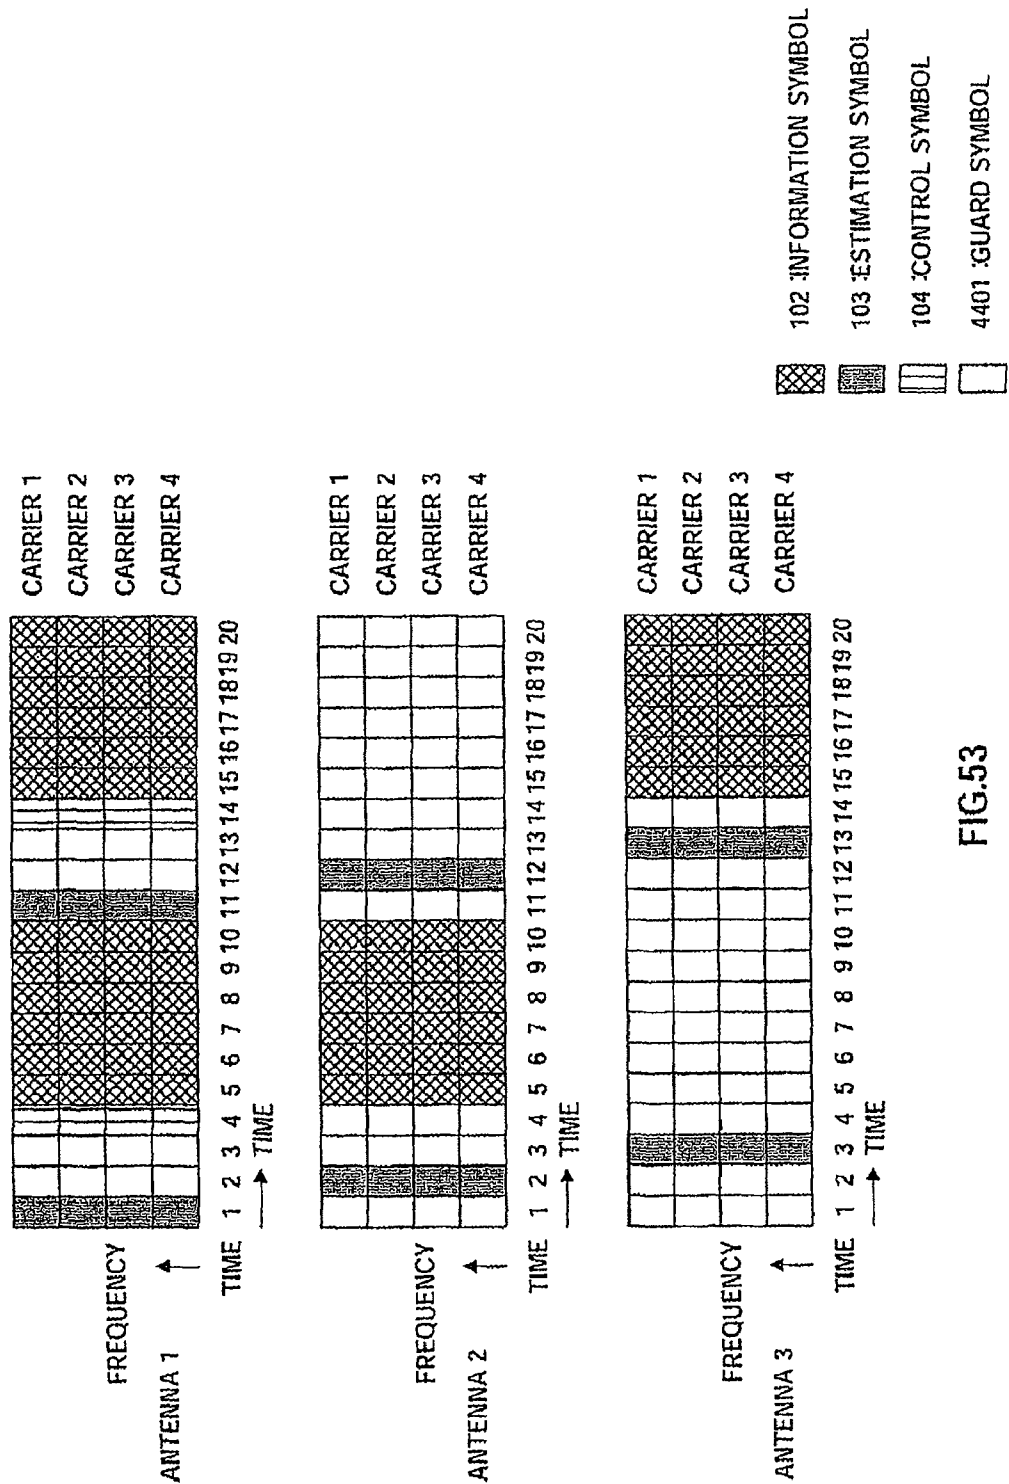 CARRIER 1
CARRIER 2
CARRIER 3
CARRIER 4
FREQUENCY
TIME 1 2 3 4 5 6 7 8 9 10 11 12 13 14 15 16 17 18 19 20
TIME
ANTENNA 1
CARRIER 1
CARRIER 2
CARRIER 3
CARRIER 4
FREQUENCY
TIME 1 2 3 4 5 6 7 8 9 10 11 12 13 14 15 16 17 18 19 20
TIME
ANTENNA 2
CARRIER 1
CARRIER 2
CARRIER 3
CARRIER 4
FREQUENCY
TIME 1 2 3 4 5 6 7 8 9 10 11 12 13 14 15 16 17 18 19 20
TIME
ANTENNA 3
102 :INFORMATION SYMBOL
103 :ESTIMATION SYMBOL
104 :CONTROL SYMBOL
4401 :GUARD SYMBOL
FIG.53